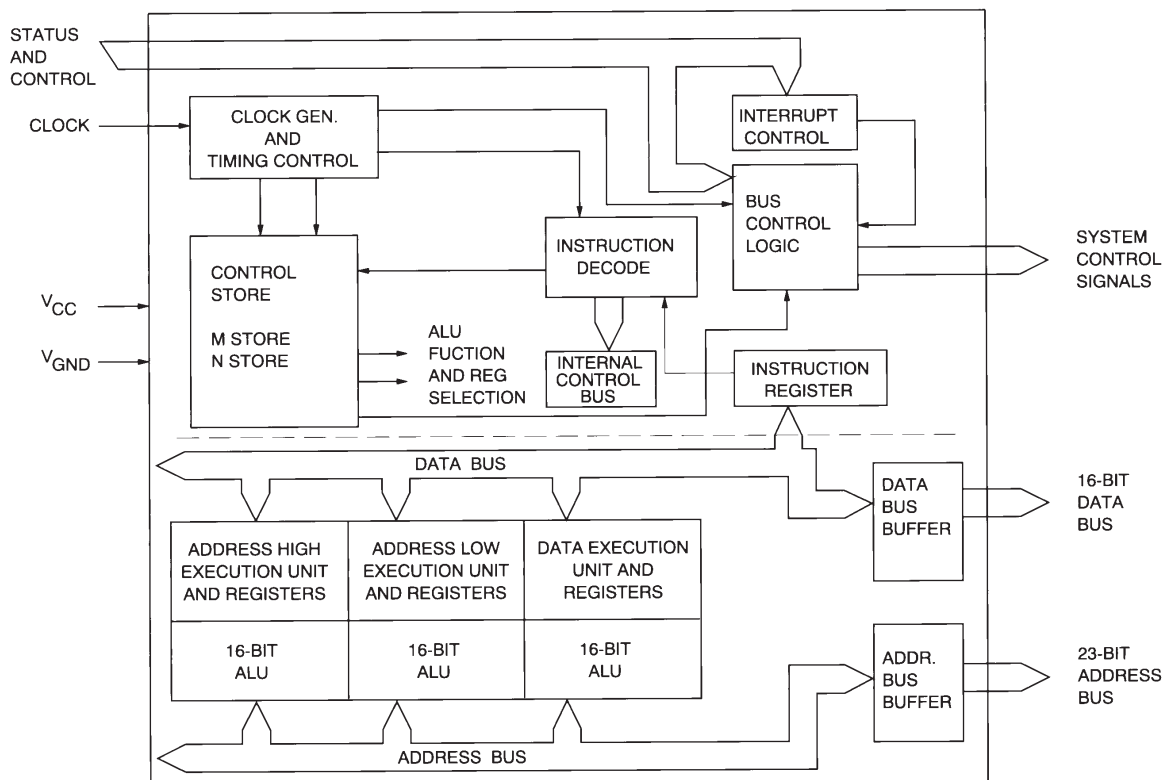 STATUS
AND
CONTROL
CLOCK
CLOCK GEN.
AND
TIMING CONTROL
INTERRUPT
CONTROL
BUS
CONTROL
LOGIC
SYSTEM
CONTROL
SIGNALS
INSTRUCTION
DECODE
CONTROL
STORE
M STORE
N STORE
VCC
VGND
ALU
FUCTION
AND REG
SELECTION
INTERNAL
CONTROL
BUS
INSTRUCTION
REGISTER
DATA BUS
DATA
BUS
BUFFER
16-BIT
DATA
BUS
ADDRESS HIGH
EXECUTION UNIT
AND REGISTERS
ADDRESS LOW
EXECUTION UNIT
AND REGISTERS
DATA EXECUTION
UNIT AND
REGISTERS
16-BIT
ALU
16-BIT
ALU
16-BIT
ALU
ADDR.
BUS
BUFFER
23-BIT
ADDRESS
BUS
ADDRESS BUS